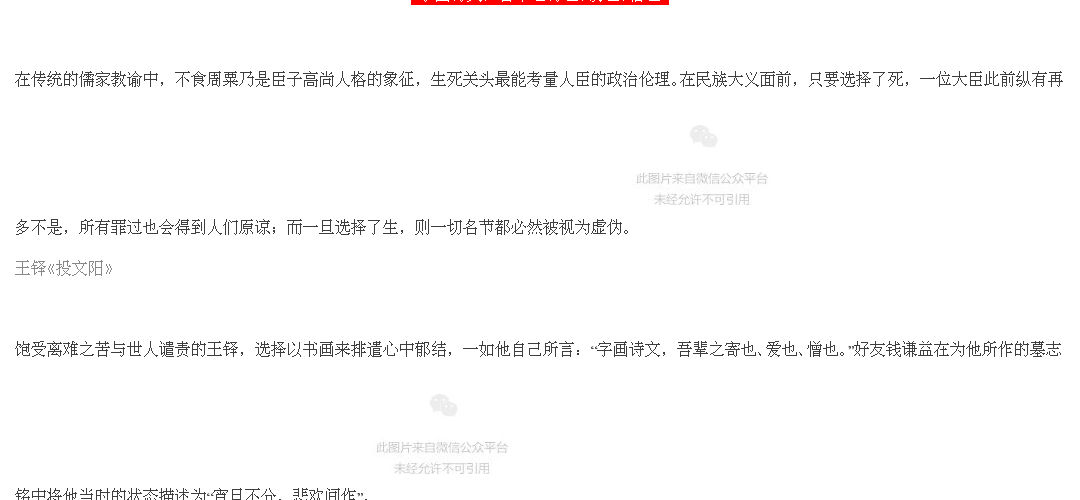 在传统的儒家教谕中，不食周粟乃是臣子高尚人格的象征，生死关头最能考量人臣的政治伦理。在民族大义面前，只要选择了死，一位大臣此前纵有再
此图片来自微信公众平台
未经允许不可引用
多不是，所有罪过也会得到人们原谅；而一旦选择了生，则一切名节都必然被视为虚伪。
王铎《投文阳》
饱受离难之苦与世人谴责的王铎，选择以书画来排遣心中郁结，一如他自己所言：“字画诗文，吾辈之寄也、爱也、憎也。”好友钱谦益在为他所作的墓志
此图片来自微信公众平台
未经允许不可引用
铭中将他当时的状态描述为“宵旦不分，悲欢间作”。